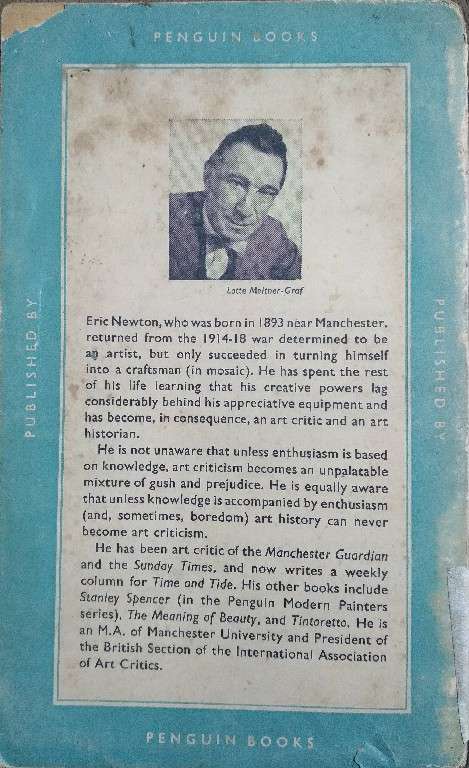 PENGUIN BOOKS
PUBLISHED BY
PUBLISHED BY
Lotte Meitner-Graf
Eric Newton, who was born in 1893 near Manchester,
returned from the 1914-18 war determined to be
an artist, but only succeeded in turning himself
into a craftsman (in mosaic). He has spent the rest
of his life learning that his creative powers lag
considerably behind his appreciative equipment and
has become, in consequence, an art critic and an art
historian.
He is not unaware that unless enthusiasm is based
on knowledge, art criticism becomes an unpalatable
mixture of gush and prejudice. He is equally aware
that unless knowledge is accompanied by enthusiasm
(and, sometimes, boredom) art history can never
become art criticism.
He has been art critic of the Manchester Guardian
and the Sunday Times, and now writes a weekly
column for Time and Tide. His other books include
Stanley Spencer (in the Penguin Modern Painters
series), The Meaning of Beauty, and Tintoretto. He is
an M.A. of Manchester University and President of
the British Section of the International Association
of Art Critics.
PENGUIN BOOKS